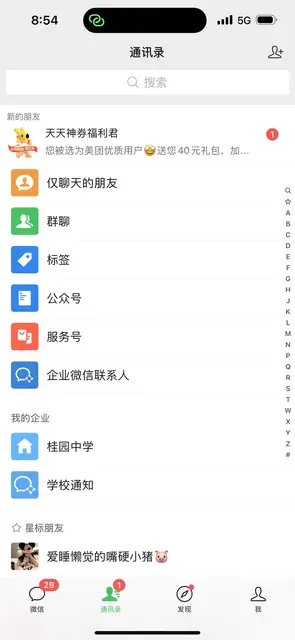 8:54
5G
通讯录
搜索
新的朋友
天天神券福利君
1
您被选为美团优质用户🤩送您40元礼包，加...
仅聊天的朋友
群聊
标签
公众号
服务号
企业微信联系人
我的企业
桂园中学
学校通知
星标朋友
爱睡懒觉的嘴硬小猪🐷
A
B
C
D
E
F
G
H
J
K
L
M
N
P
Q
R
S
T
W
X
Y
Z
#
29
1
微信
通讯录
发现
我